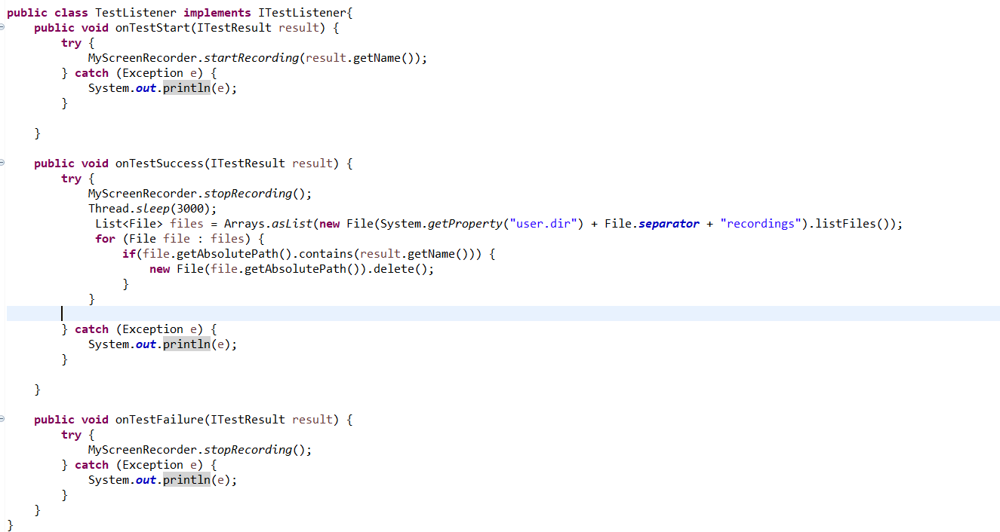 public class TestListener implements ITestListener{
    public void onTestStart(ITestResult result) {
        try {
            MyScreenRecorder.startRecording(result.getName());
        } catch (Exception e) {
            System.out.println(e);
        }
    }
    public void onTestSuccess(ITestResult result) {
        try {
            MyScreenRecorder.stopRecording();
            Thread.sleep(3000);
             List<File> files = Arrays.asList(new File(System.getProperty("user.dir") + File.separator + "recordings").listFiles());
             for (File file : files) {
                 if(file.getAbsolutePath().contains(result.getName())) {
                     new File(file.getAbsolutePath()).delete();
                 }
            }
        } catch (Exception e) {
            System.out.println(e);
        }
    }
    public void onTestFailure(ITestResult result) {
        try {
            MyScreenRecorder.stopRecording();
        } catch (Exception e) {
            System.out.println(e);
        }
    }
}